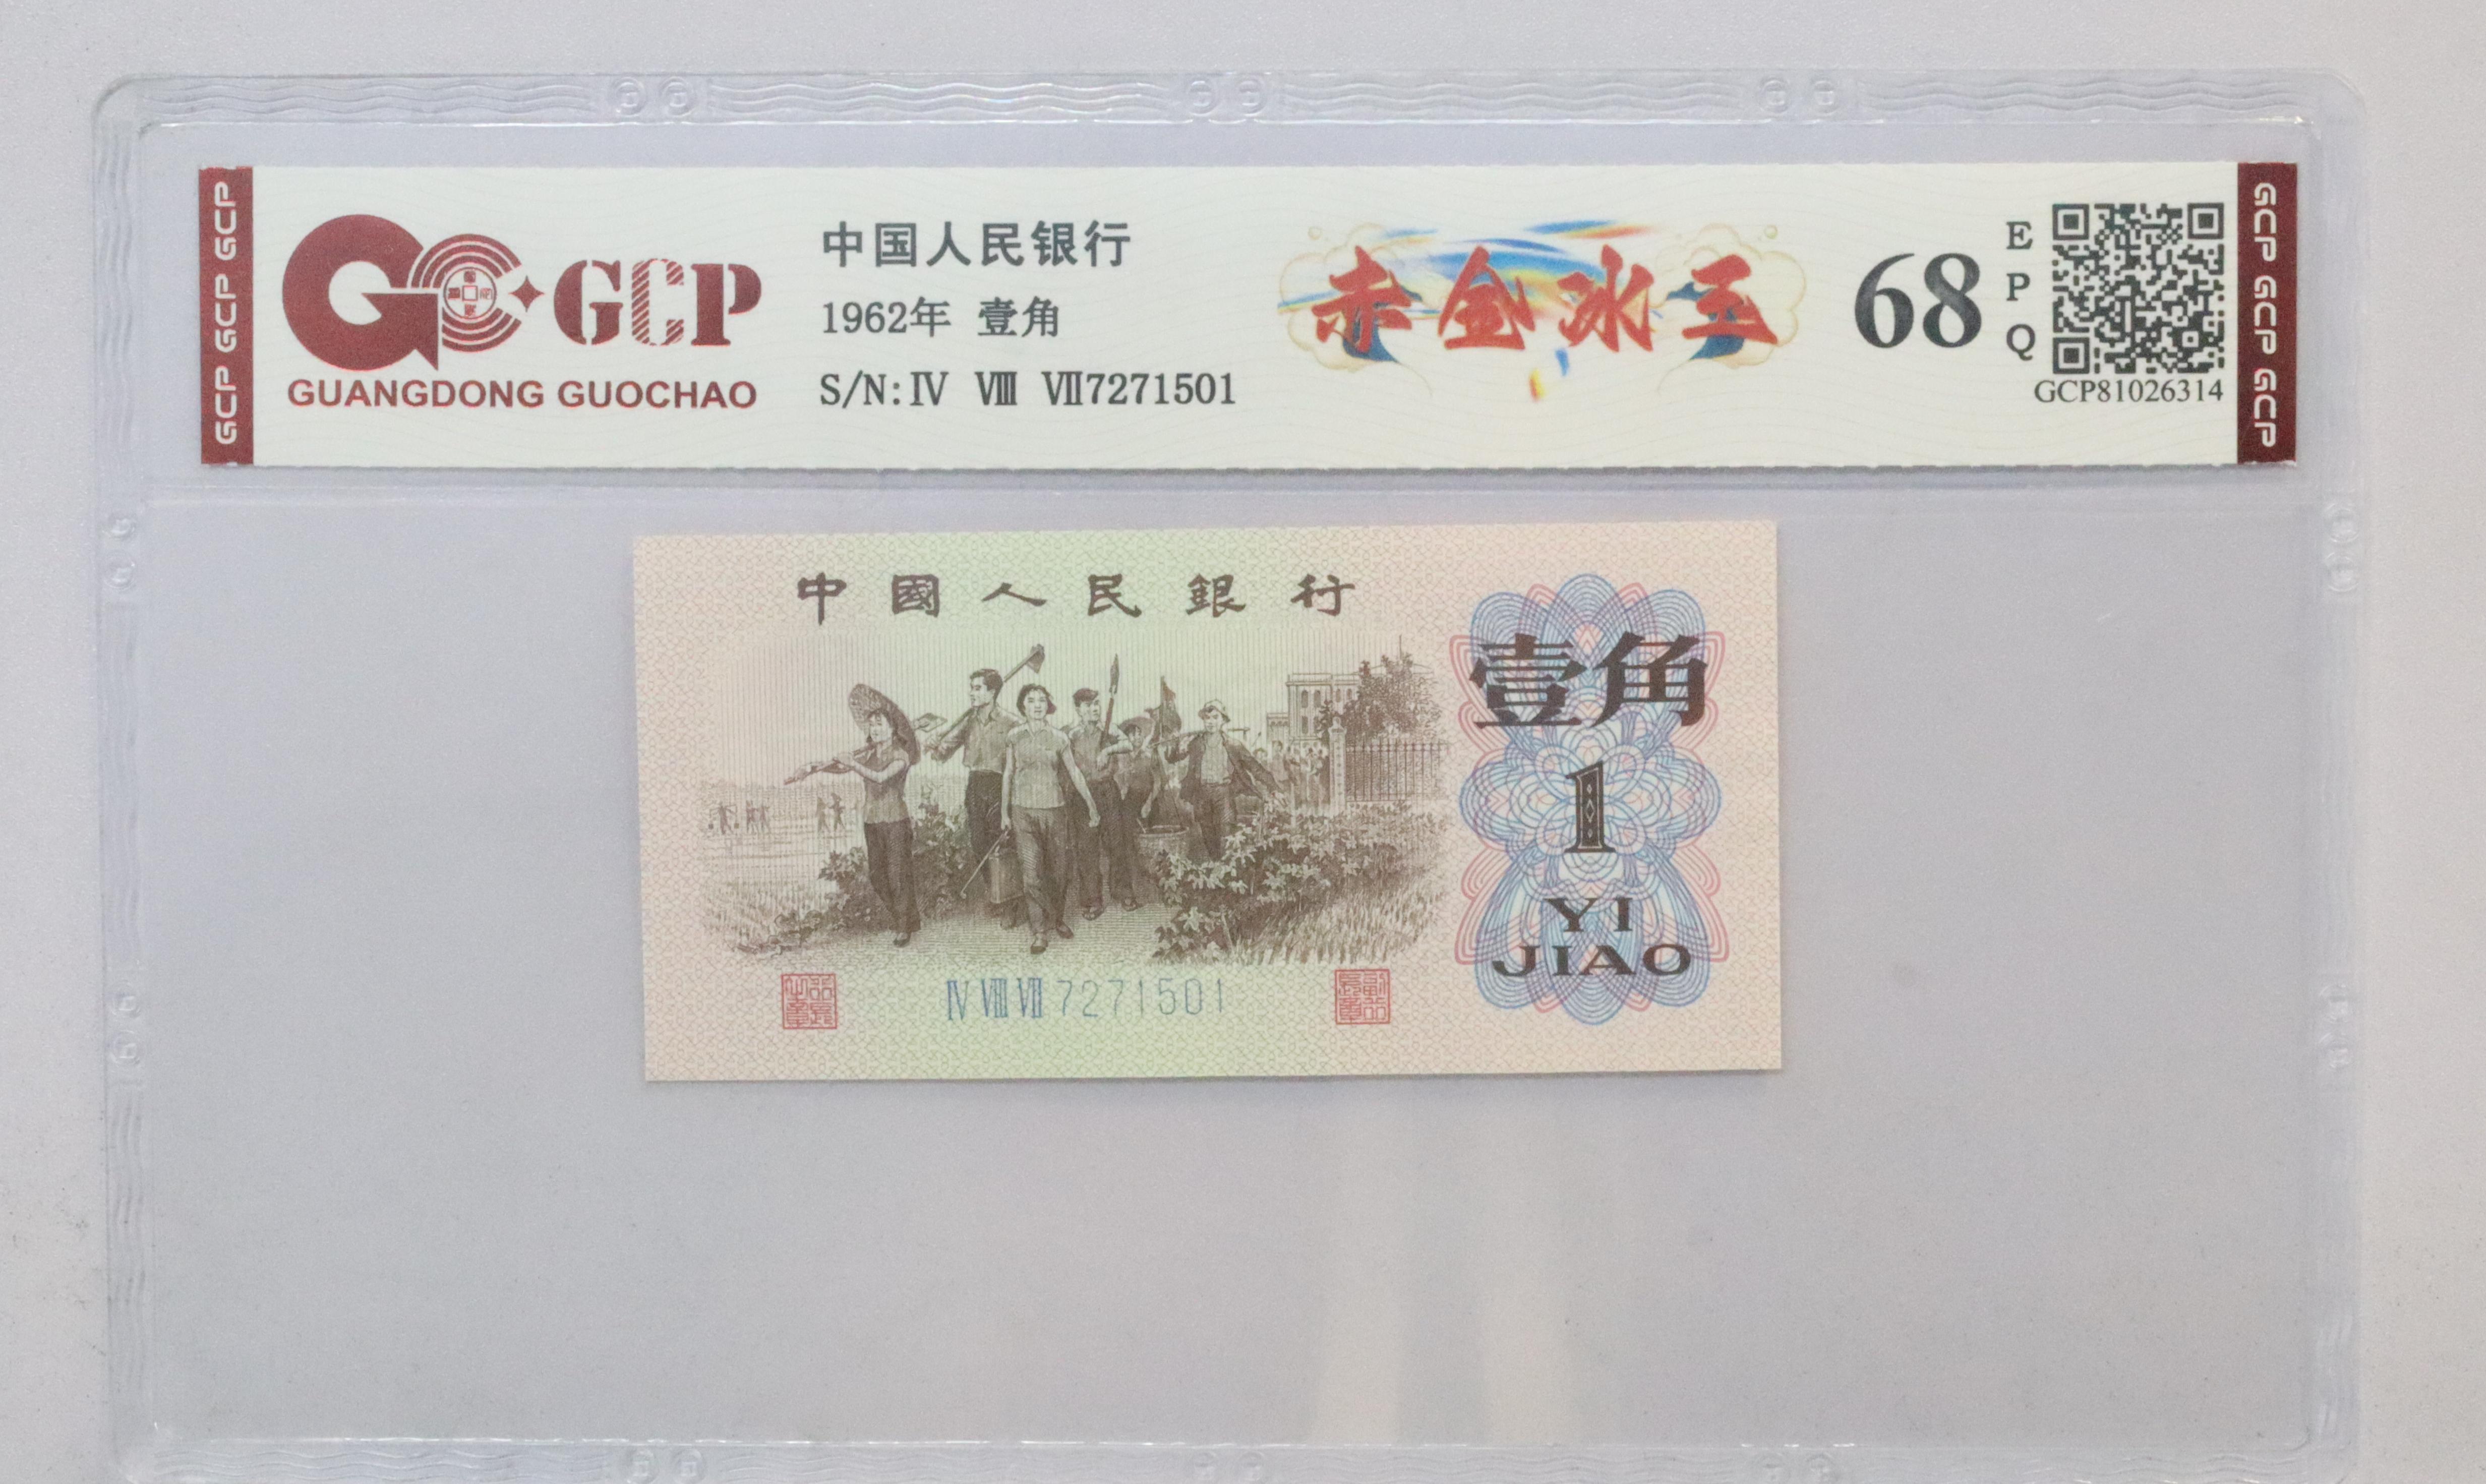 GCP GCP GCP
GCP
GUANGDONG GUOCHAO
中国人民银行
1962年 壹角
S/N:Ⅳ Ⅷ Ⅶ7271501
赤金冰王
68
E
P
Q
GCP81026314
GCP GCP GCP
中國人民銀行
壹角
1
YI
JIAO
Ⅳ Ⅷ Ⅶ 7271501